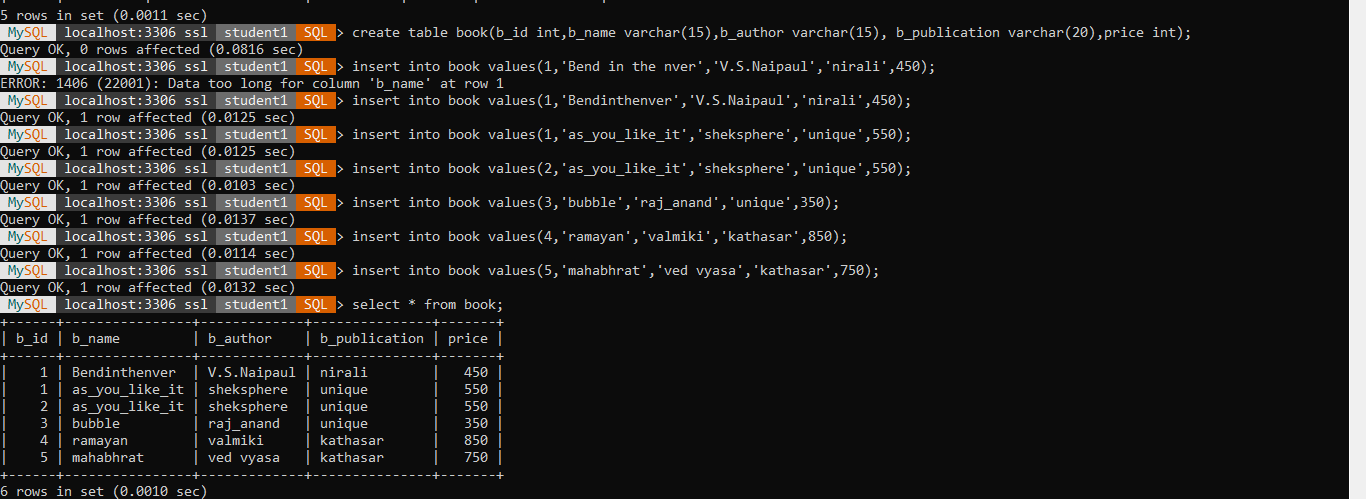 5 rows in set (0.0011 sec)
MySQL localhost:3306 ssl student1 SQL > create table book(b_id int,b_name varchar(15),b_author varchar(15), b_publication varchar(20),price int);
Query OK, 0 rows affected (0.0816 sec)
MySQL localhost:3306 ssl student1 SQL > insert into book values(1,'Bend in the nver','V.S.Naipaul','nirali',450);
ERROR: 1406 (22001): Data too long for column 'b_name' at row 1
MySQL localhost:3306 ssl student1 SQL > insert into book values(1,'Bendinthenver','V.S.Naipaul','nirali',450);
Query OK, 1 row affected (0.0125 sec)
MySQL localhost:3306 ssl student1 SQL > insert into book values(1,'as_you_like_it','sheksphere','unique',550);
Query OK, 1 row affected (0.0125 sec)
MySQL localhost:3306 ssl student1 SQL > insert into book values(2,'as_you_like_it','sheksphere','unique',550);
Query OK, 1 row affected (0.0103 sec)
MySQL localhost:3306 ssl student1 SQL > insert into book values(3,'bubble','raj_anand','unique',350);
Query OK, 1 row affected (0.0137 sec)
MySQL localhost:3306 ssl student1 SQL > insert into book values(4,'ramayan','valmiki','kathasar',850);
Query OK, 1 row affected (0.0114 sec)
MySQL localhost:3306 ssl student1 SQL > insert into book values(5,'mahabhrat','ved vyasa','kathasar',750);
Query OK, 1 row affected (0.0132 sec)
MySQL localhost:3306 ssl student1 SQL > select * from book;
+------+----------------+-------------+---------------+-------+
| b_id | b_name         | b_author    | b_publication | price |
+------+----------------+-------------+---------------+-------+
|    1 | Bendinthenver  | V.S.Naipaul | nirali        |   450 |
|    1 | as_you_like_it | sheksphere  | unique        |   550 |
|    2 | as_you_like_it | sheksphere  | unique        |   550 |
|    3 | bubble         | raj_anand   | unique        |   350 |
|    4 | ramayan        | valmiki     | kathasar      |   850 |
|    5 | mahabhrat      | ved vyasa   | kathasar      |   750 |
+------+----------------+-------------+---------------+-------+
6 rows in set (0.0010 sec)